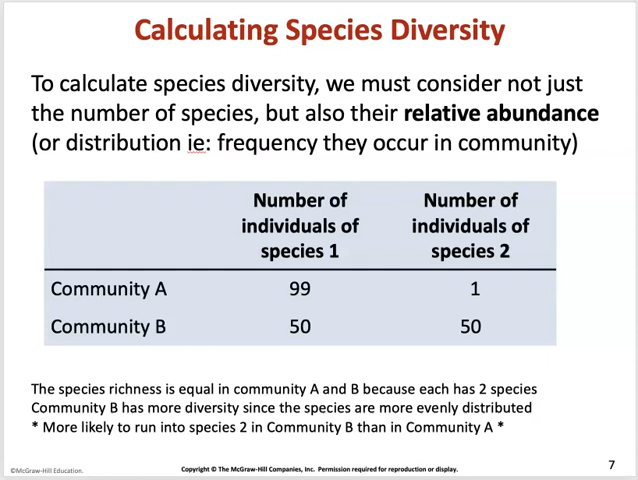 Calculating Species Diversity
To calculate species diversity, we must consider not just
the number of species, but also their relative abundance
(or distribution ie: frequency they occur in community)
Number of Number of
individuals of individuals of
species 1 species 2
Community A 99 1
Community B 50 50
The species richness is equal in community A and B because each has 2 species
Community B has more diversity since the species are more evenly distributed
* More likely to run into species 2 in Community B than in Community A *
7
©McGraw-Hill Education.
Copyright © The McGraw-Hill Companies, Inc. Permission required for reproduction or display.